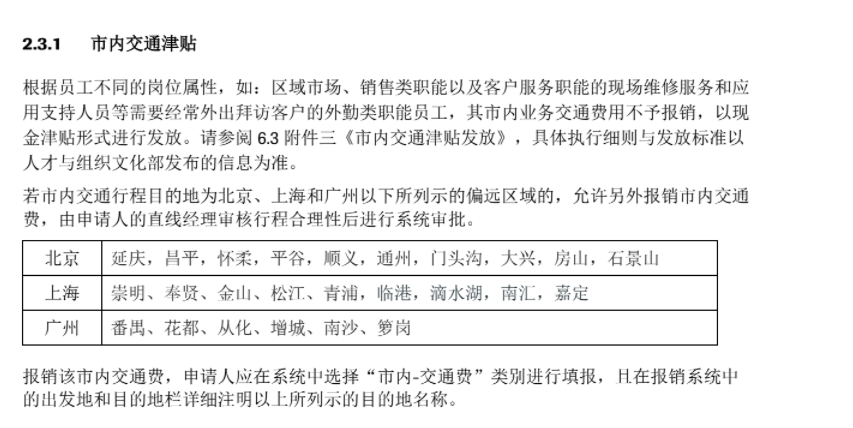 2.3.1 市内交通津贴
根据员工不同的岗位属性，如：区域市场、销售类职能以及客户服务职能的现场维修服务和应
用支持人员等需要经常外出拜访客户的外勤类职能员工，其市内业务交通费用不予报销，以现
金津贴形式进行发放。请参阅 6.3 附件三《市内交通津贴发放》，具体执行细则与发放标准以
人才与组织文化部发布的信息为准。
若市内交通行程目的地为北京、上海和广州以下所列示的偏远区域的，允许另外报销市内交通
费，由申请人的直线经理审核行程合理性后进行系统审批。
北京 延庆，昌平，怀柔，平谷，顺义，通州，门头沟，大兴，房山，石景山
上海 崇明、奉贤、金山、松江、青浦，临港，滴水湖，南汇，嘉定
广州 番禺、花都、从化、增城、南沙、萝岗
报销该市内交通费，申请人应在系统中选择“市内-交通费”类别进行填报，且在报销系统中
的出发地和目的地栏详细注明以上所列示的目的地名称。